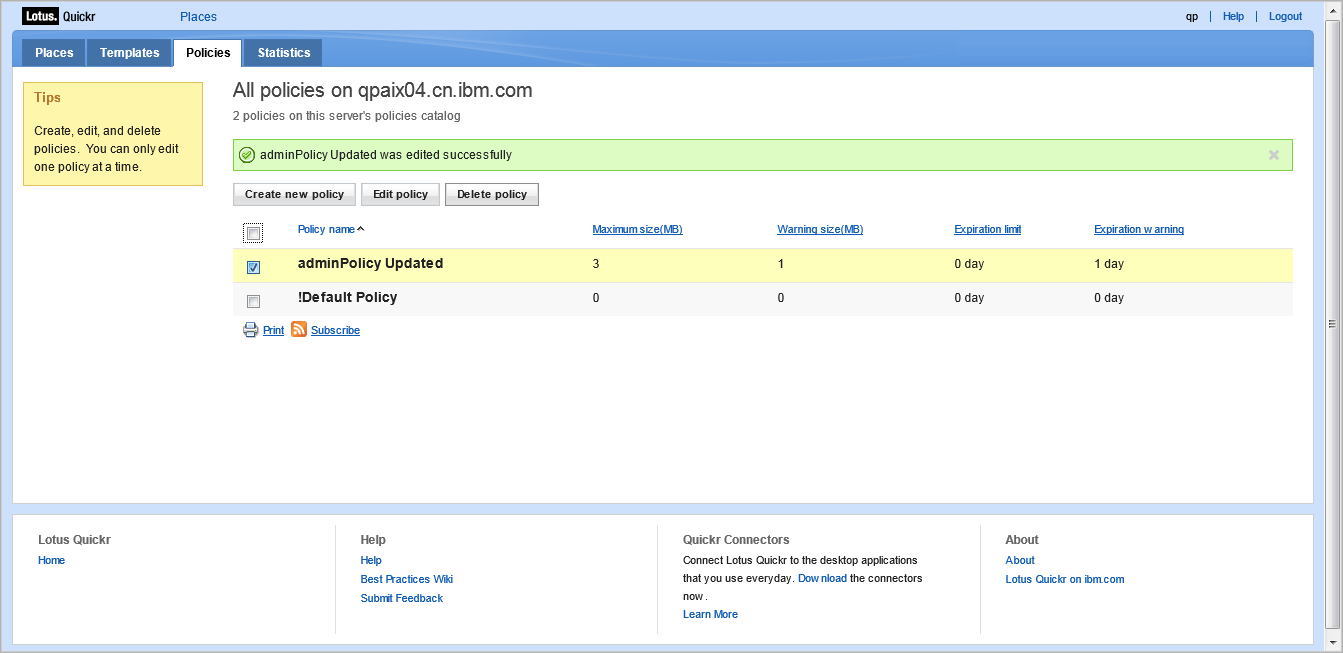 Lotus. Quickr Places qp | Help | Logout
Places Templates Policies Statistics
Tips
Create, edit, and delete
policies.  You can only edit
one policy at a time.
All policies on qpaix04.cn.ibm.com
2 policies on this server's policies catalog
adminPolicy Updated was edited successfully
Create new policy Edit policy Delete policy
Policy name Maximum size(MB) Warning size(MB) Expiration limit Expiration warning
adminPolicy Updated 3 1 0 day 1 day
!Default Policy 0 0 0 day 0 day
Print Subscribe
Lotus Quickr
Home
Help
Help
Best Practices Wiki
Submit Feedback
Quickr Connectors
Connect Lotus Quickr to the desktop applications
that you use everyday. Download the connectors
now.
Learn More
About
About
Lotus Quickr on ibm.com